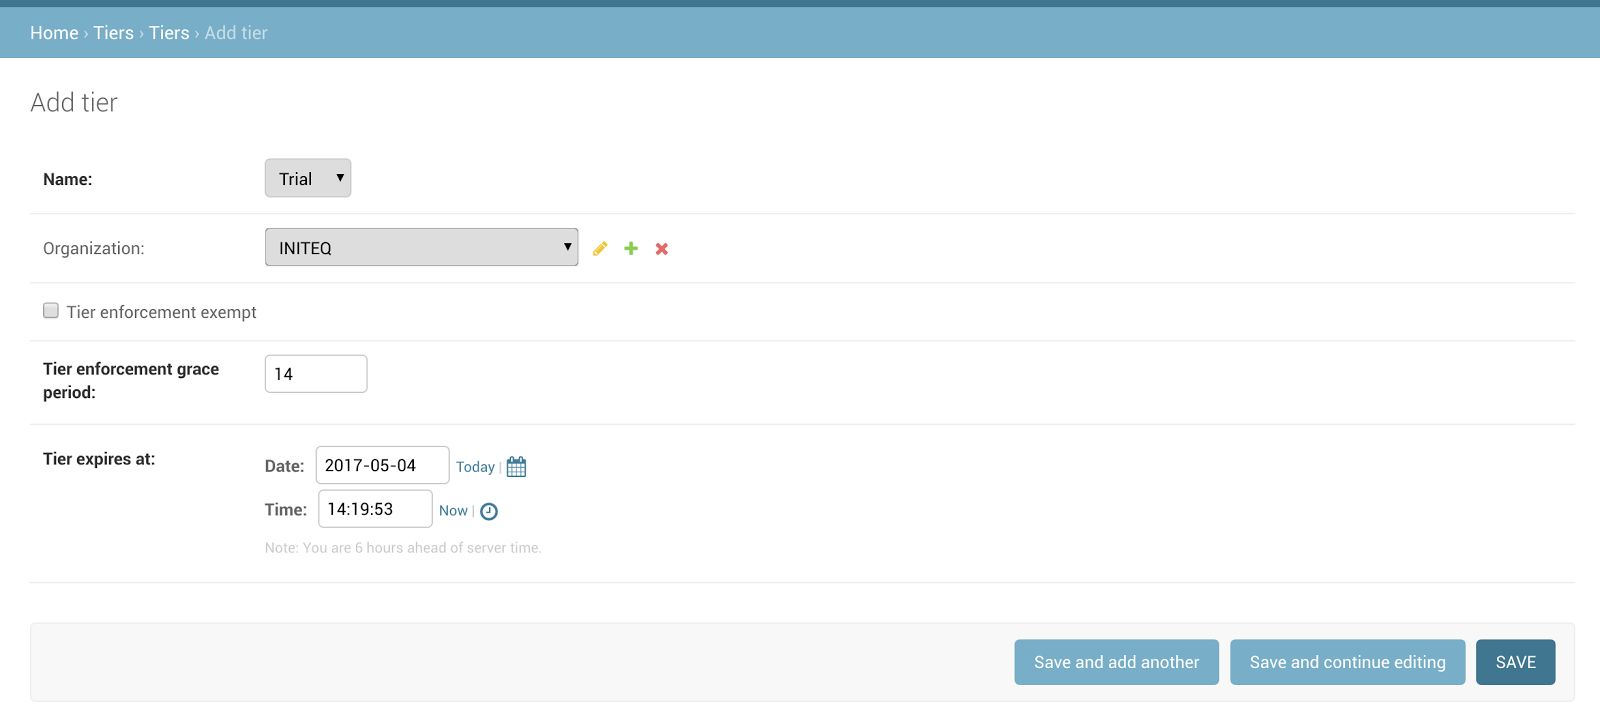 Home › Tiers › Tiers › Add tier
Add tier
Name: Trial
Organization: INITEQ
Tier enforcement exempt
Tier enforcement grace period: 14
Tier expires at:
Date: 2017-05-04 Today |
Time: 14:19:53 Now |
Note: You are 6 hours ahead of server time.
Save and add another Save and continue editing SAVE